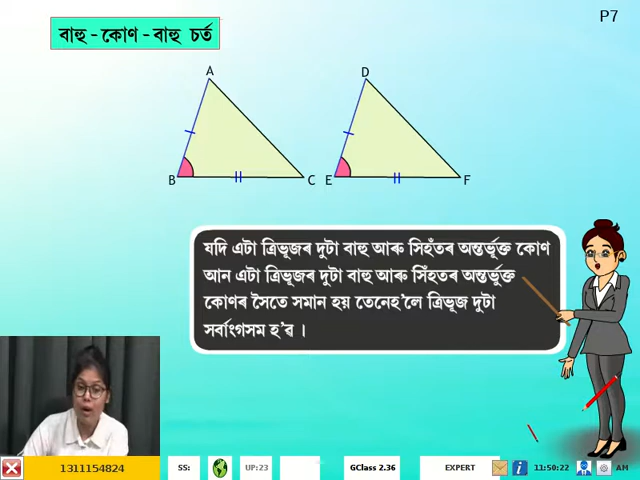 P7
বাহু - কোণ - বাহু চৰ্ত
A
D
B
C
E
F
যদি এটা ত্ৰিভূজৰ দুটা বাহু আৰু সিহঁতৰ অন্তৰ্ভূক্ত কোণ
আন এটা ত্ৰিভূজৰ দুটা বাহু আৰু সিঁহতৰ অন্তৰ্ভুক্ত
কোণৰ সৈতে সমান হয় তেনেহ'লে ত্ৰিভূজ দুটা
সৰ্বাংগসম হ'ৱ ।
1311154824
SS:
UP:23
GClass 2.36
EXPERT
11:50:22